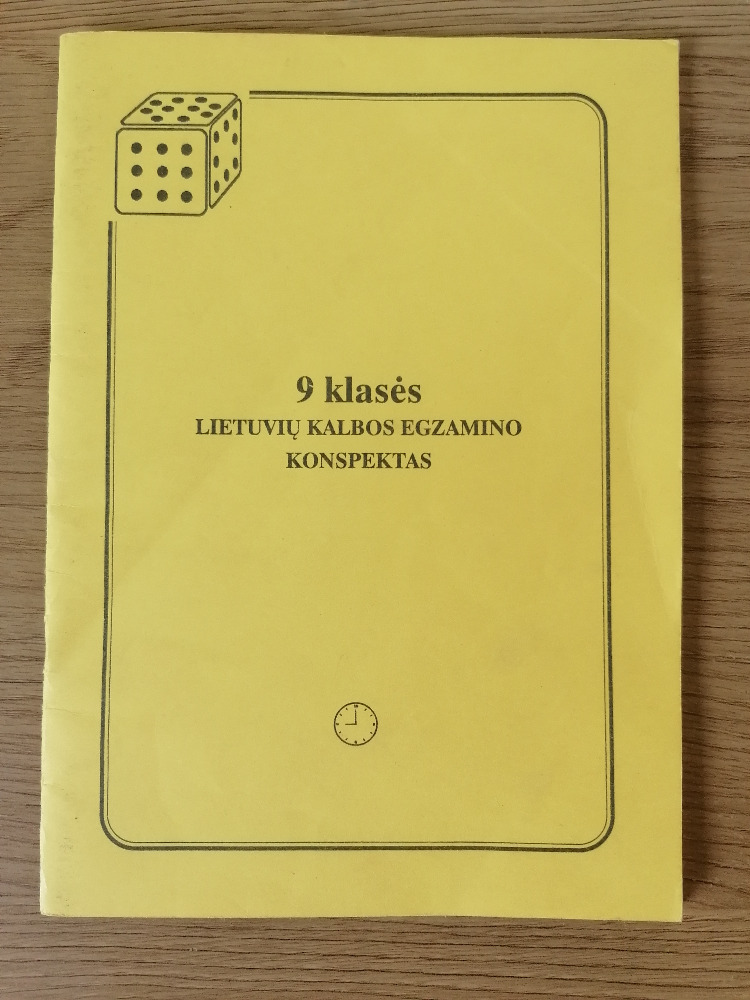 9 klasės
LIETUVIŲ KALBOS EGZAMINO
KONSPEKTAS